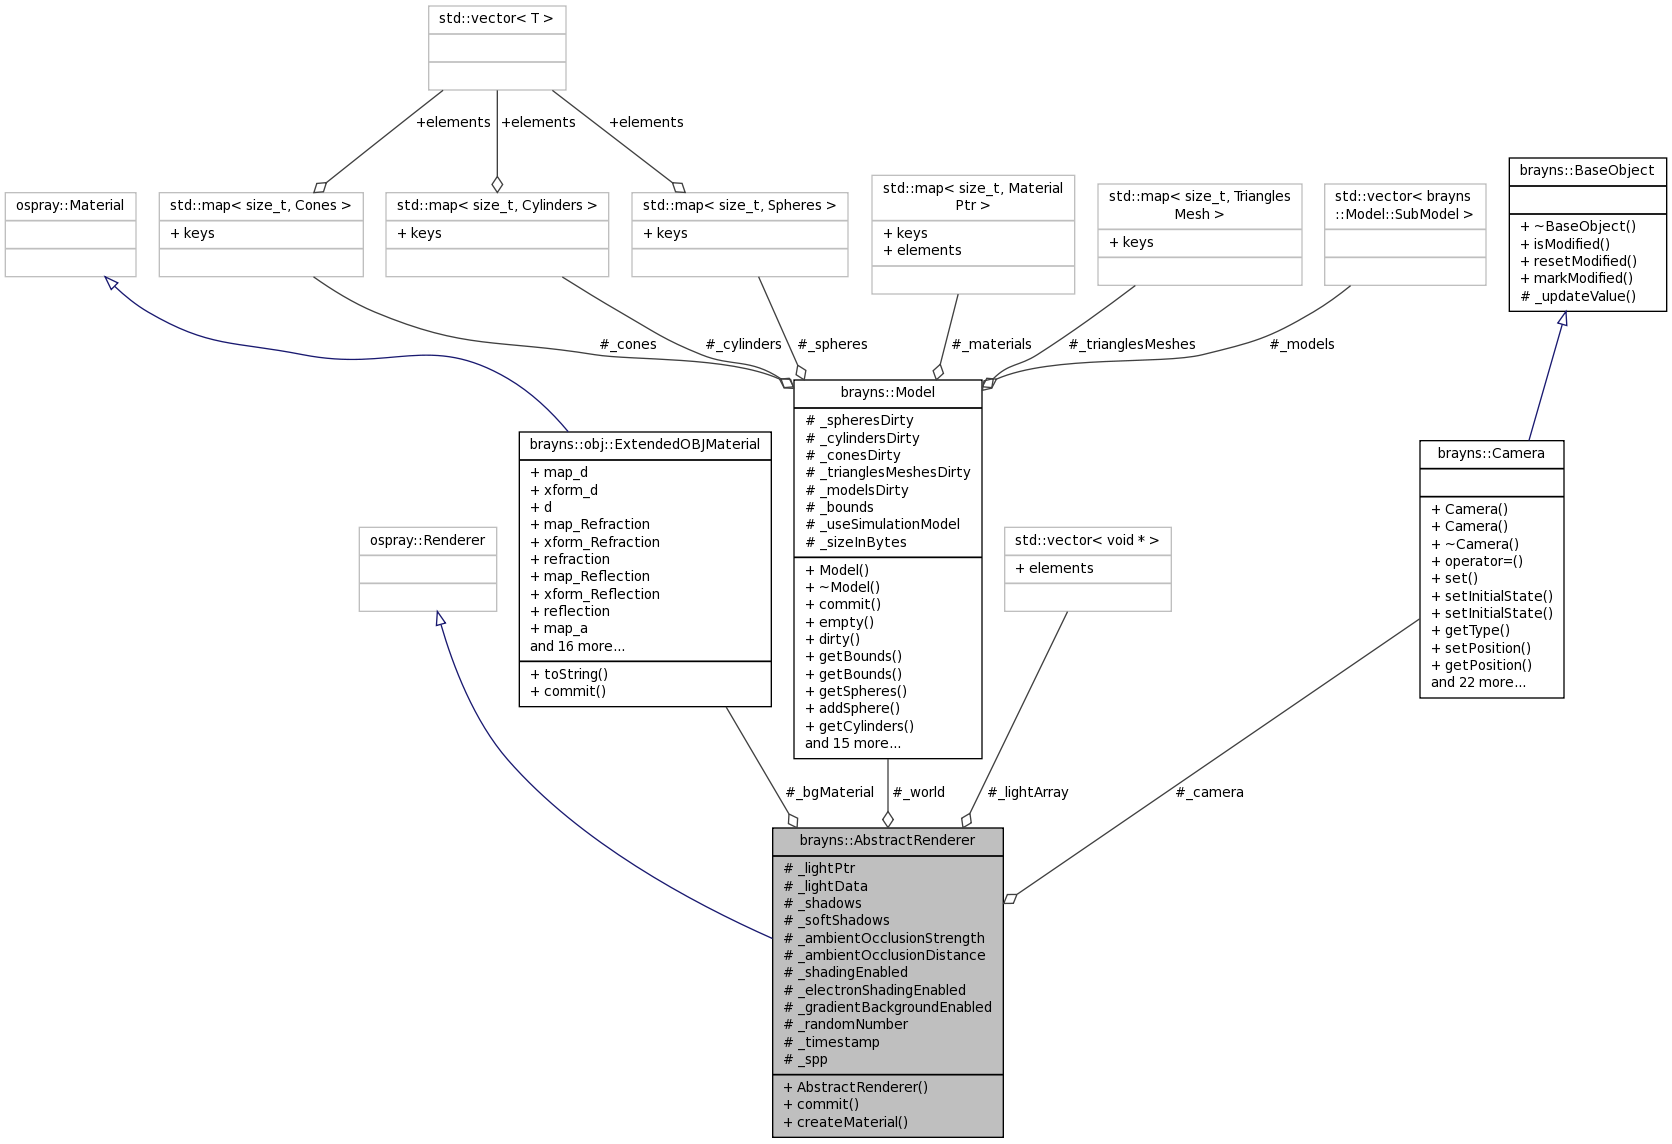 std::vector< T >
+elements
+elements
+elements
ospray::Material
std::map< size_t, Cones >
+ keys
std::map< size_t, Cylinders >
+ keys
std::map< size_t, Spheres >
+ keys
std::map< size_t, Material
Ptr >
+ keys
+ elements
std::map< size_t, Triangles
Mesh >
+ keys
std::vector< brayns
::Model::SubModel >
brayns::BaseObject
+ ~BaseObject()
+ isModified()
+ resetModified()
+ markModified()
# _updateValue()
#_cones
#_cylinders
#_spheres
#_materials
#_trianglesMeshes
#_models
brayns::obj::ExtendedOBJMaterial
+ map_d
+ xform_d
+ d
+ map_Refraction
+ xform_Refraction
+ refraction
+ map_Reflection
+ xform_Reflection
+ reflection
+ map_a
and 16 more...
+ toString()
+ commit()
brayns::Model
# _spheresDirty
# _cylindersDirty
# _conesDirty
# _trianglesMeshesDirty
# _modelsDirty
# _bounds
# _useSimulationModel
# _sizeInBytes
+ Model()
+ ~Model()
+ commit()
+ empty()
+ dirty()
+ getBounds()
+ getBounds()
+ getSpheres()
+ addSphere()
+ getCylinders()
and 15 more...
brayns::Camera
+ Camera()
+ Camera()
+ ~Camera()
+ operator=()
+ set()
+ setInitialState()
+ setInitialState()
+ getType()
+ setPosition()
+ getPosition()
and 22 more...
ospray::Renderer
std::vector< void * >
+ elements
#_bgMaterial
#_world
#_lightArray
#_camera
brayns::AbstractRenderer
# _lightPtr
# _lightData
# _shadows
# _softShadows
# _ambientOcclusionStrength
# _ambientOcclusionDistance
# _shadingEnabled
# _electronShadingEnabled
# _gradientBackgroundEnabled
# _randomNumber
# _timestamp
# _spp
+ AbstractRenderer()
+ commit()
+ createMaterial()